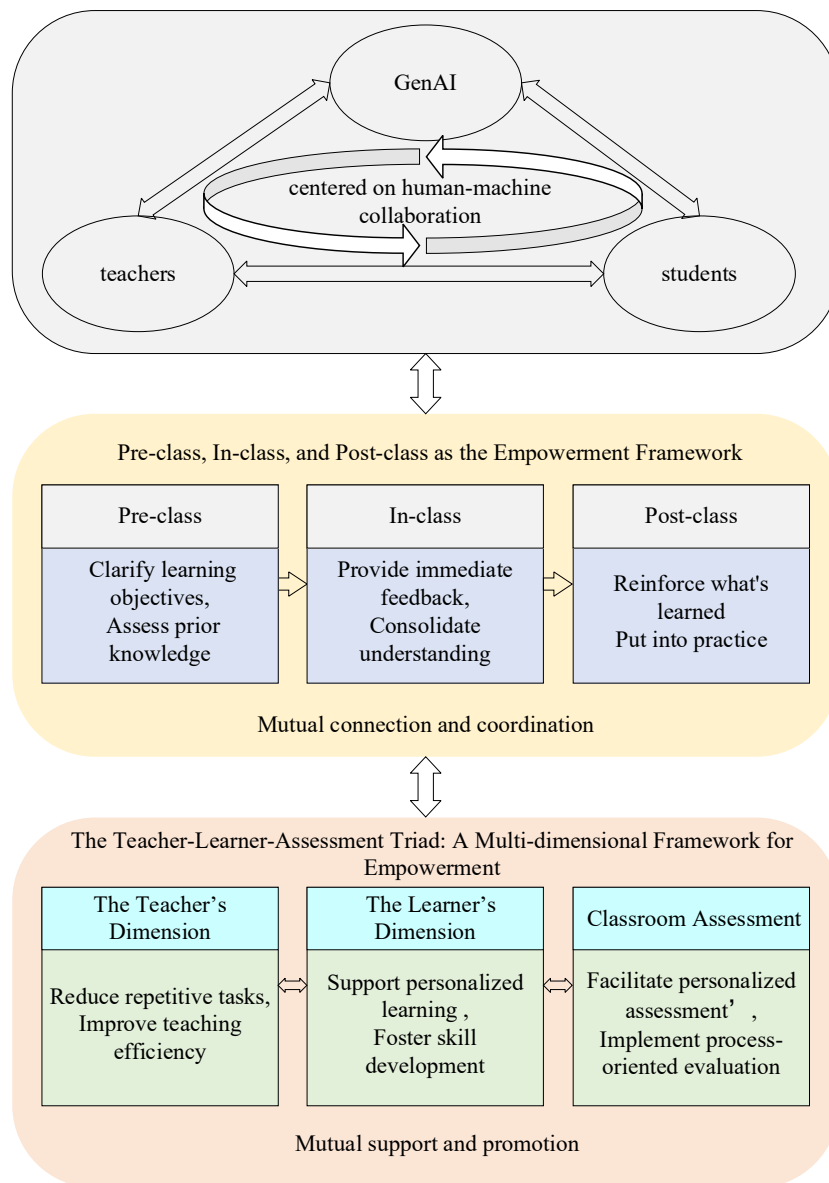 GenAI
centered on human-machine
collaboration
teachers
students
Pre-class, In-class, and Post-class as the Empowerment Framework
Pre-class
Clarify learning
objectives,
Assess prior
knowledge
In-class
Provide immediate
feedback,
Consolidate
understanding
Post-class
Reinforce what's
learned
Put into practice
Mutual connection and coordination
The Teacher-Learner-Assessment Triad: A Multi-dimensional Framework for
Empowerment
The Teacher’s
Dimension
Reduce repetitive tasks,
Improve teaching
efficiency
The Learner’s
Dimension
Support personalized
learning ,
Foster skill
development
Classroom Assessment
Facilitate personalized
assessment’ ,
Implement process-
oriented evaluation
Mutual support and promotion